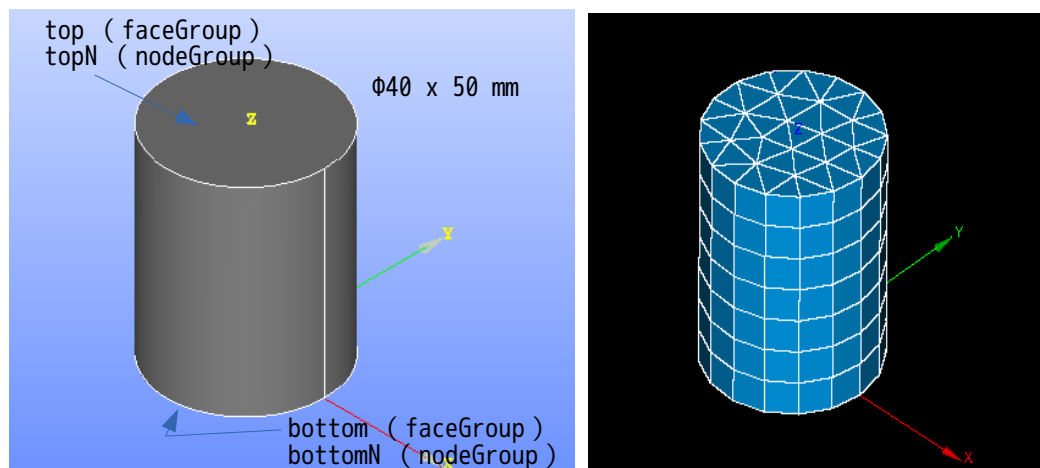 top (faceGroup)
topN (nodeGroup)
Φ40 x 50 mm
Z
Y
bottom (faceGroup)
bottomN (nodeGroup)
X
Z
Y
X